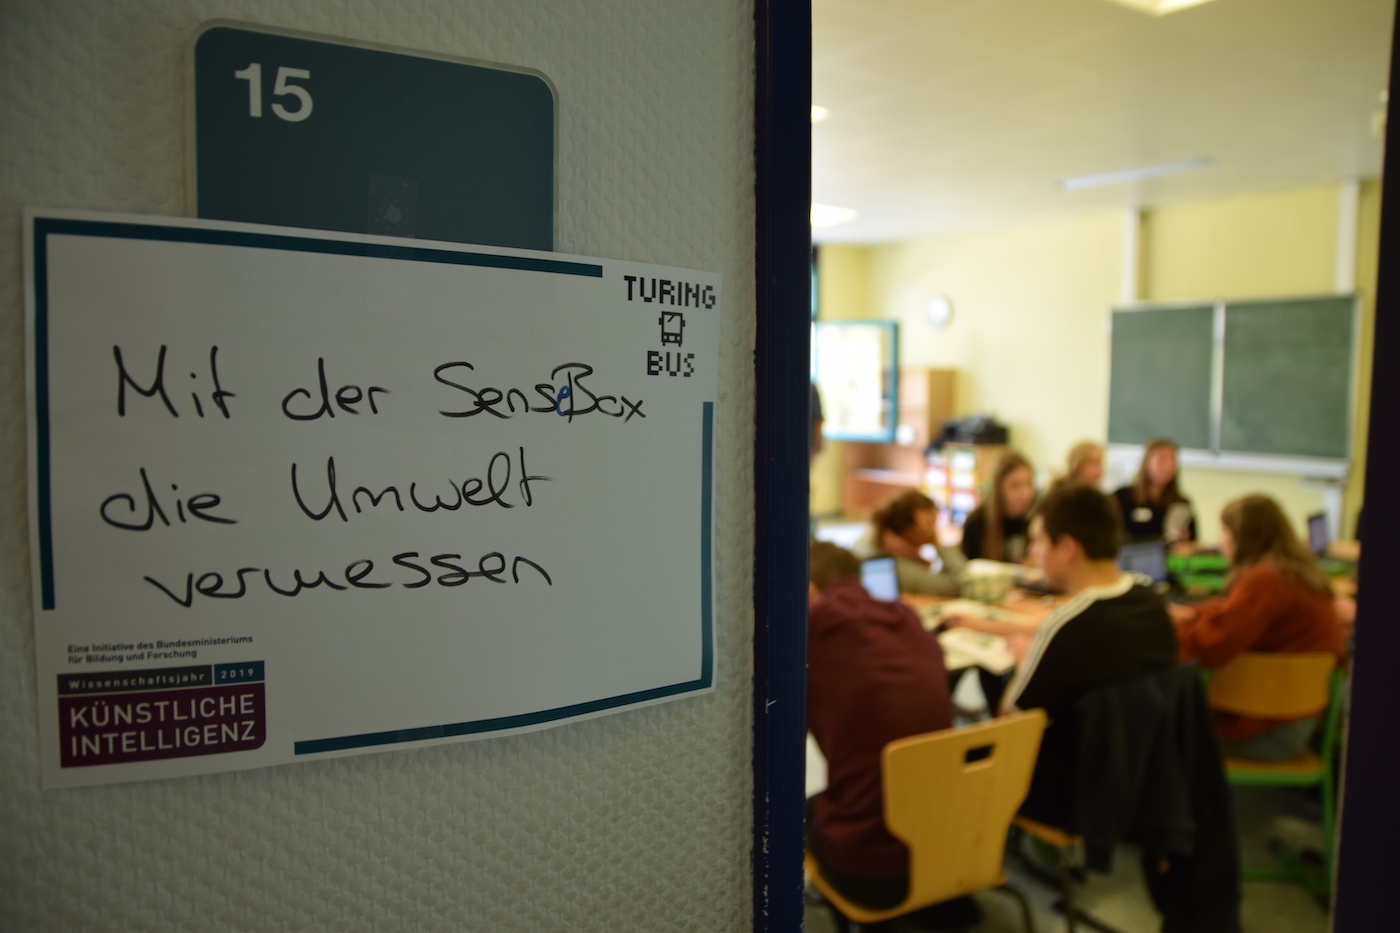 15
TURING
BUS
Mit der SenseBox
die Umwelt
vermessen
Eine Initiative des Bundesministeriums
für Bildung und Forschung
Wissenschaftsjahr 2019
KÜNSTLICHE
INTELLIGENZ